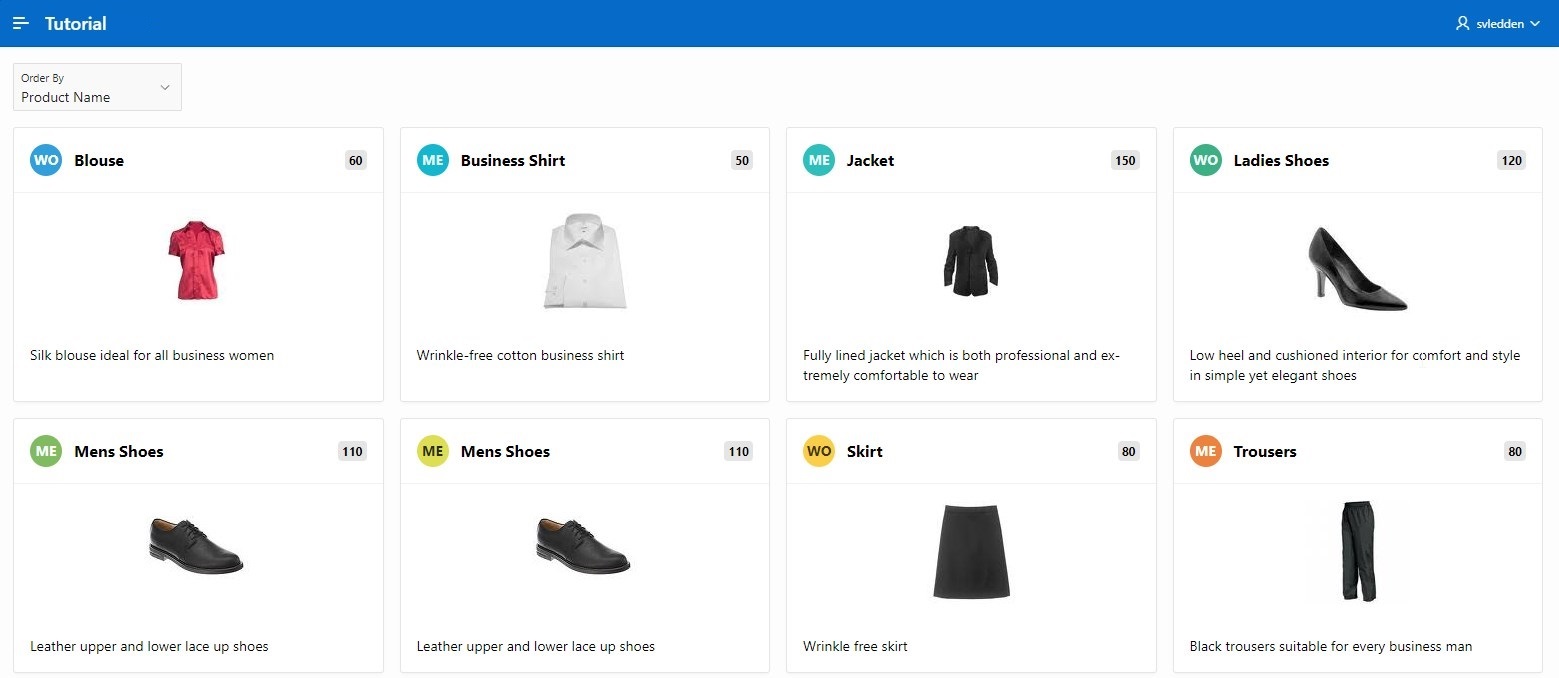 Tutorial
svledden
Order By
Product Name
WO Blouse 60
ME Business Shirt 50
ME Jacket 150
WO Ladies Shoes 120
Silk blouse ideal for all business women
Wrinkle-free cotton business shirt
Fully lined jacket which is both professional and ex-
tremely comfortable to wear
Low heel and cushioned interior for comfort and style
in simple yet elegant shoes
ME Mens Shoes 110
ME Mens Shoes 110
WO Skirt 80
ME Trousers 80
Leather upper and lower lace up shoes
Leather upper and lower lace up shoes
Wrinkle free skirt
Black trousers suitable for every business man